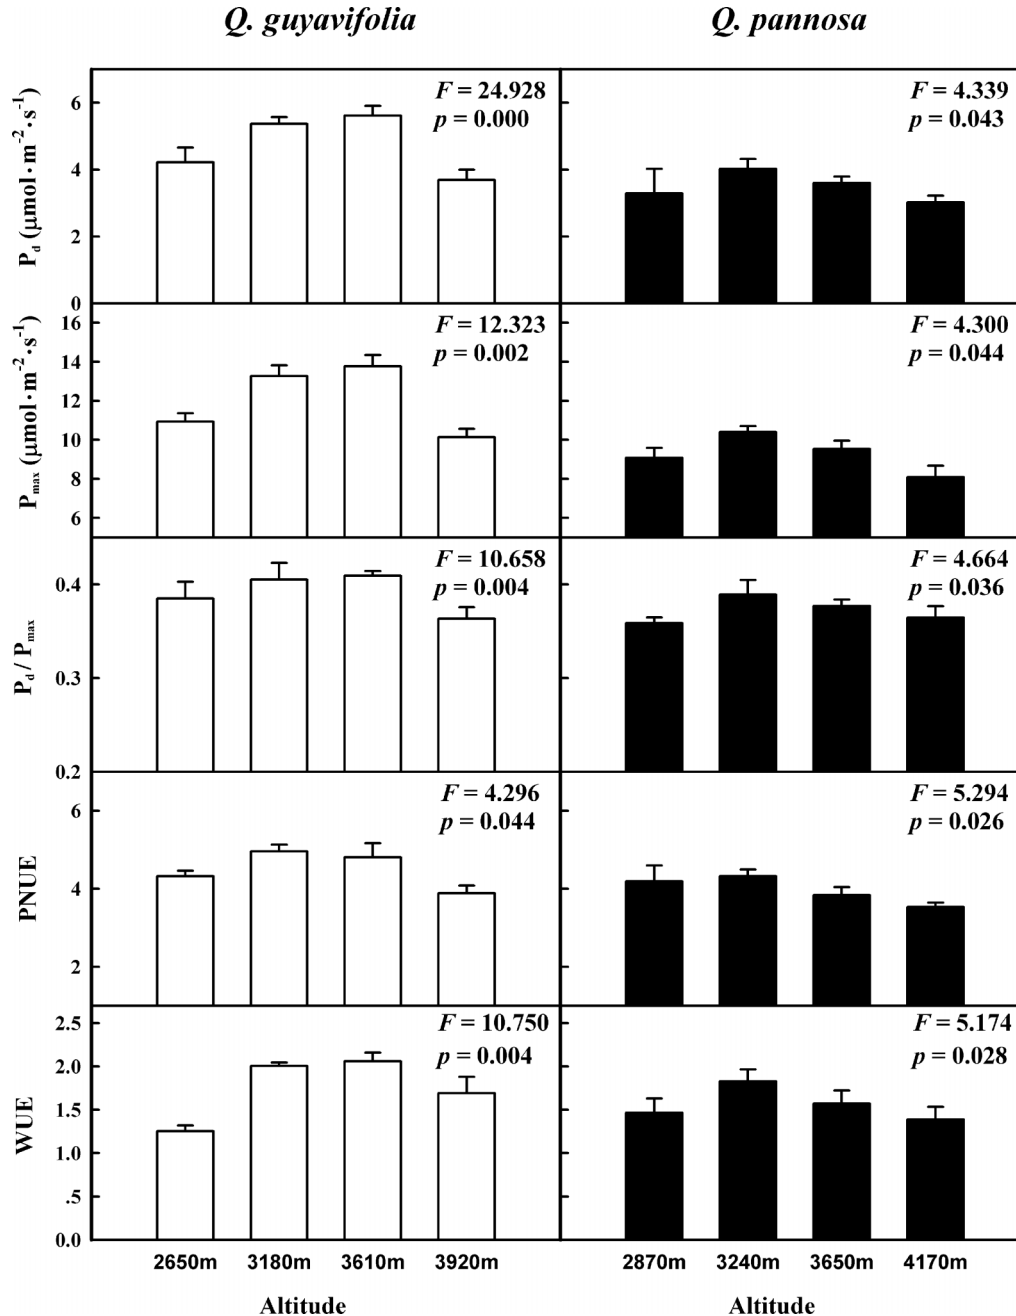 Q. guyavifolia
Q. pannosa
P_d (μmol·m⁻²·s⁻¹)
6
4
2
0
F = 24.928
p = 0.000
F = 4.339
p = 0.043
P_max (μmol·m⁻²·s⁻¹)
16
14
12
10
8
6
F = 12.323
p = 0.002
F = 4.300
p = 0.044
P_d / P_max
0.4
0.3
0.2
F = 10.658
p = 0.004
F = 4.664
p = 0.036
PNUE
6
4
2
F = 4.296
p = 0.044
F = 5.294
p = 0.026
WUE
2.5
2.0
1.5
1.0
.5
0.0
F = 10.750
p = 0.004
F = 5.174
p = 0.028
2650m 3180m 3610m 3920m
2870m 3240m 3650m 4170m
Altitude
Altitude